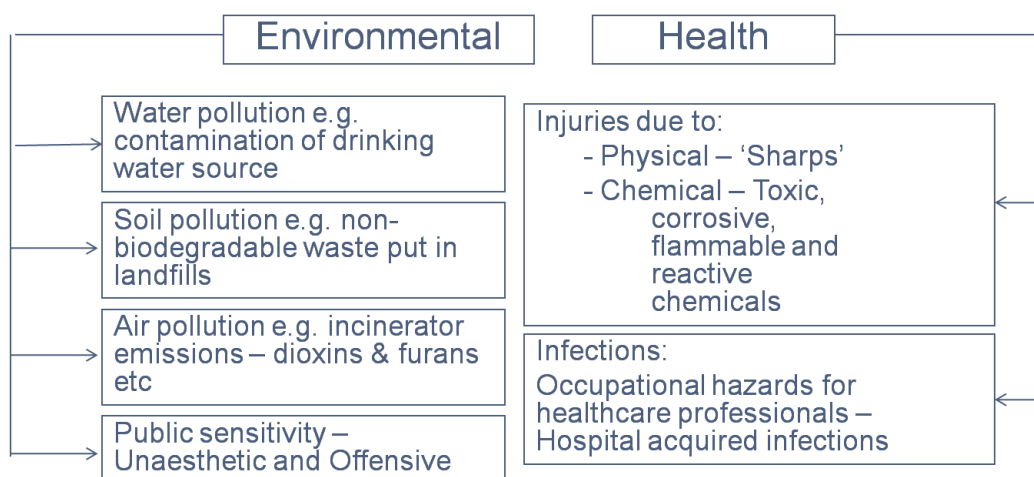 Environmental
Water pollution e.g.
contamination of drinking
water source
Soil pollution e.g. non-
biodegradable waste put in
landfills
Air pollution e.g. incinerator
emissions – dioxins & furans
etc
Public sensitivity –
Unaesthetic and Offensive
Health
Injuries due to:
- Physical – ‘Sharps’
- Chemical – Toxic,
corrosive,
flammable and
reactive
chemicals
Infections:
Occupational hazards for
healthcare professionals –
Hospital acquired infections